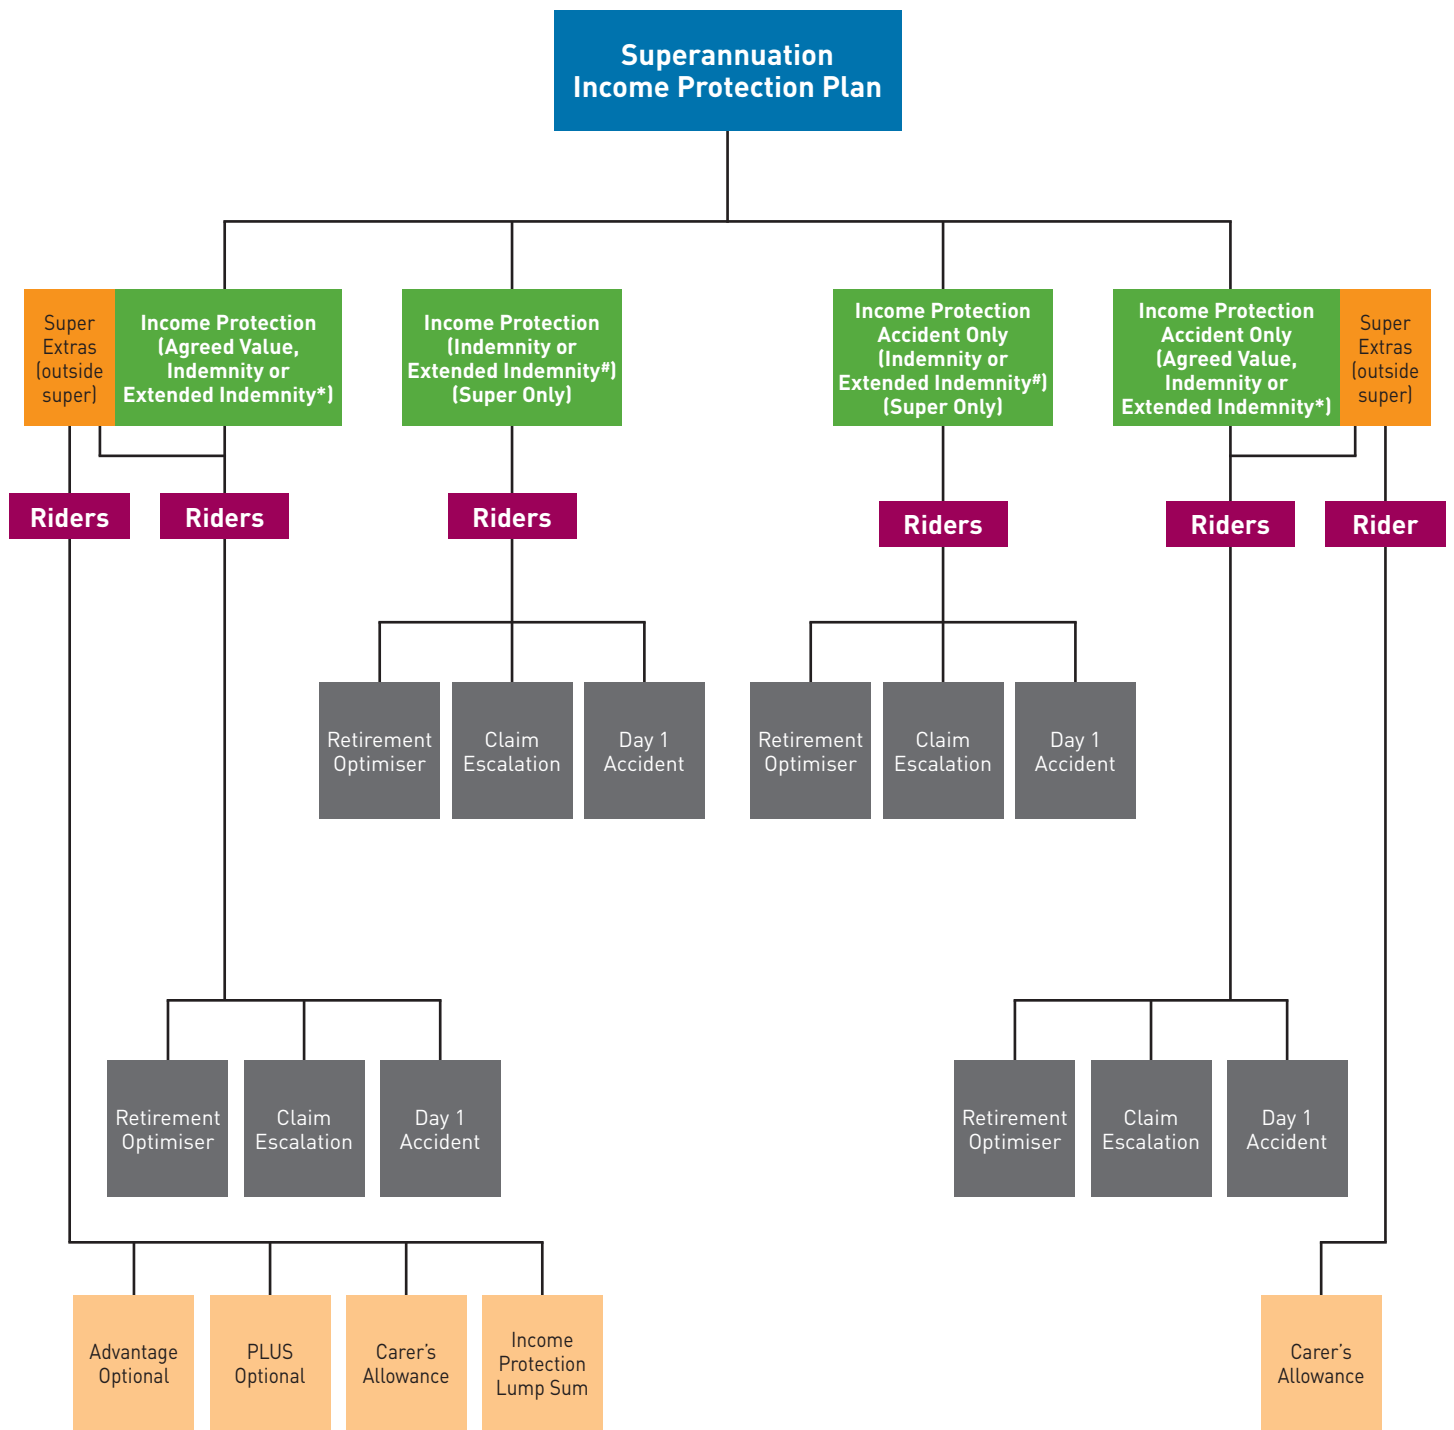 Superannuation
Income Protection Plan
Super
Extras
(outside
super)
Income Protection
(Agreed Value,
Indemnity or
Extended Indemnity*)
Income Protection
(Indemnity or
Extended Indemnity#)
(Super Only)
Income Protection
Accident Only
(Indemnity or
Extended Indemnity#)
(Super Only)
Income Protection
Accident Only
(Agreed Value,
Indemnity or
Extended Indemnity*)
Super
Extras
(outside
super)
Riders
Riders
Riders
Riders
Riders
Rider
Retirement
Optimiser
Claim
Escalation
Day 1
Accident
Retirement
Optimiser
Claim
Escalation
Day 1
Accident
Retirement
Optimiser
Claim
Escalation
Day 1
Accident
Retirement
Optimiser
Claim
Escalation
Day 1
Accident
Advantage
Optional
PLUS
Optional
Carer’s
Allowance
Income
Protection
Lump Sum
Carer’s
Allowance